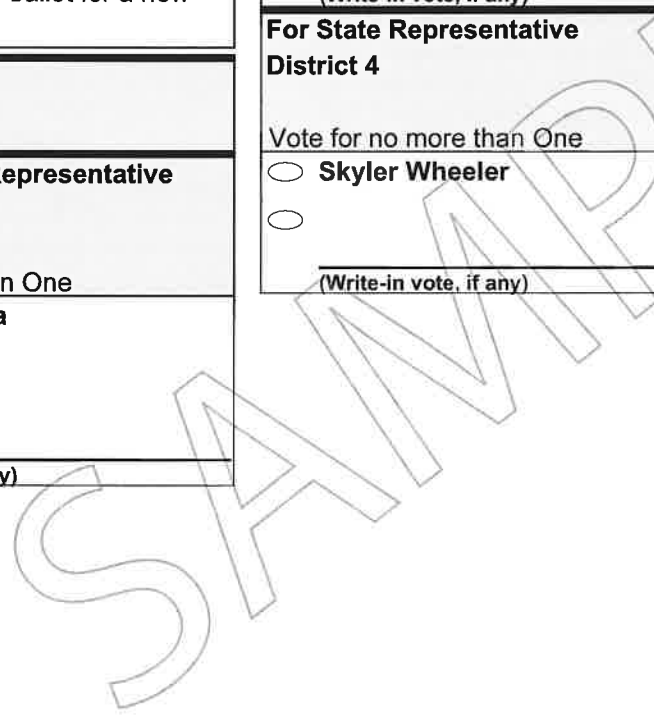 ballot for a new
epresentative
n One
a
y)
(Write-in vote, if any)
For State Representative
District 4
Vote for no more than One
Skyler Wheeler
(Write-in vote, if any)
SAMP